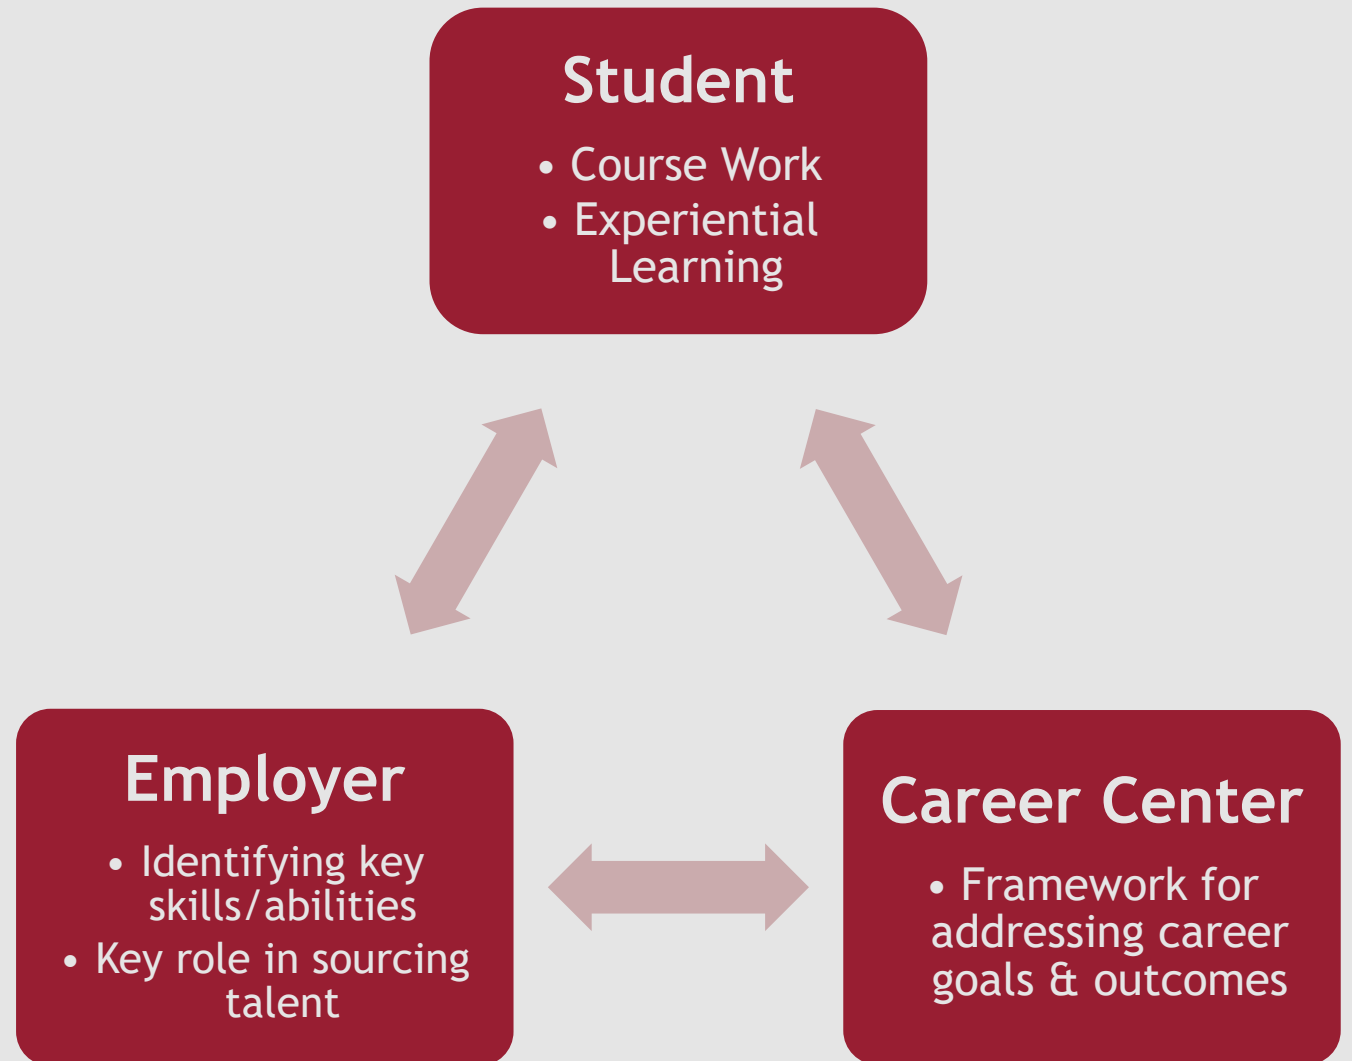 Student
• Course Work
• Experiential
Learning
Employer
• Identifying key
skills/abilities
• Key role in sourcing
talent
Career Center
• Framework for
addressing career
goals & outcomes